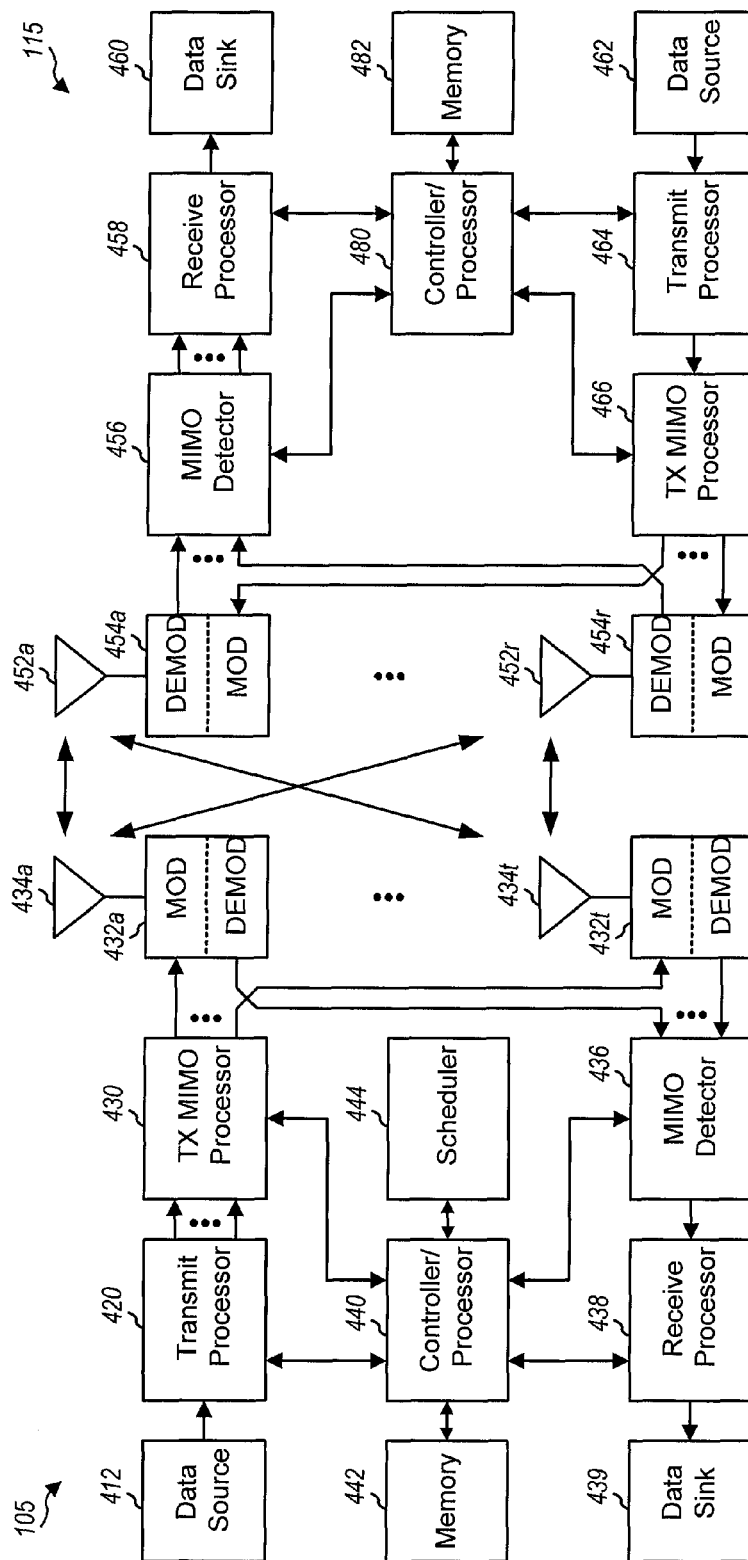 105
115
412
Data
Source
420
Transmit
Processor
430
TX MIMO
Processor
432a
MOD
DEMOD
434a
452a
454a
DEMOD
MOD
456
MIMO
Detector
458
Receive
Processor
460
Data
Sink
442
Memory
440
Controller/
Processor
444
Scheduler
480
Controller/
Processor
482
Memory
439
Data
Sink
438
Receive
Processor
436
MIMO
Detector
432t
MOD
DEMOD
434t
452r
454r
DEMOD
MOD
466
TX MIMO
Processor
464
Transmit
Processor
462
Data
Source